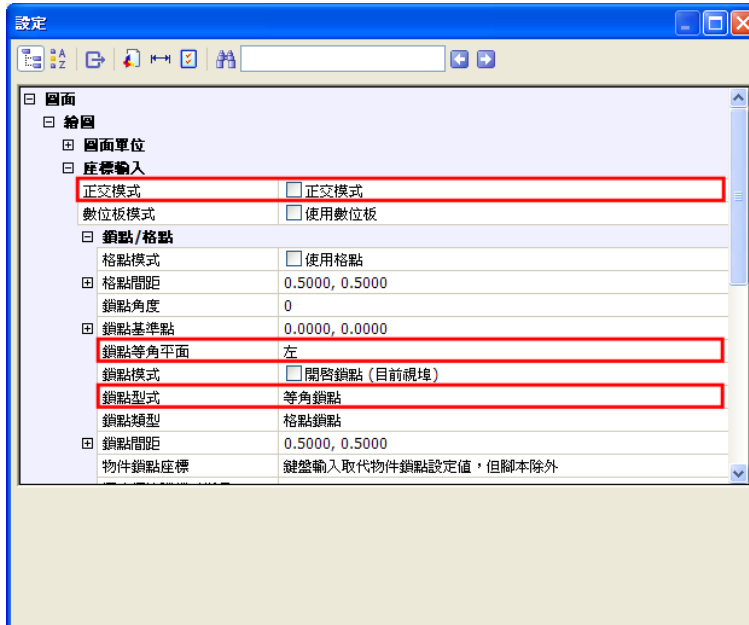 設定
圖面
繪圖
圖面單位
座標輸入
正交模式 正交模式
數位板模式 使用數位板
鎖點/格點
格點模式 使用格點
格點間距 0.5000, 0.5000
鎖點角度 0
鎖點基準點 0.0000, 0.0000
鎖點等角平面 左
鎖點模式 開啓鎖點 (目前視埠)
鎖點型式 等角鎖點
鎖點類型 格點鎖點
鎖點間距 0.5000, 0.5000
物件鎖點座標 鍵盤輸入取代物件鎖點設定值，但腳本除外